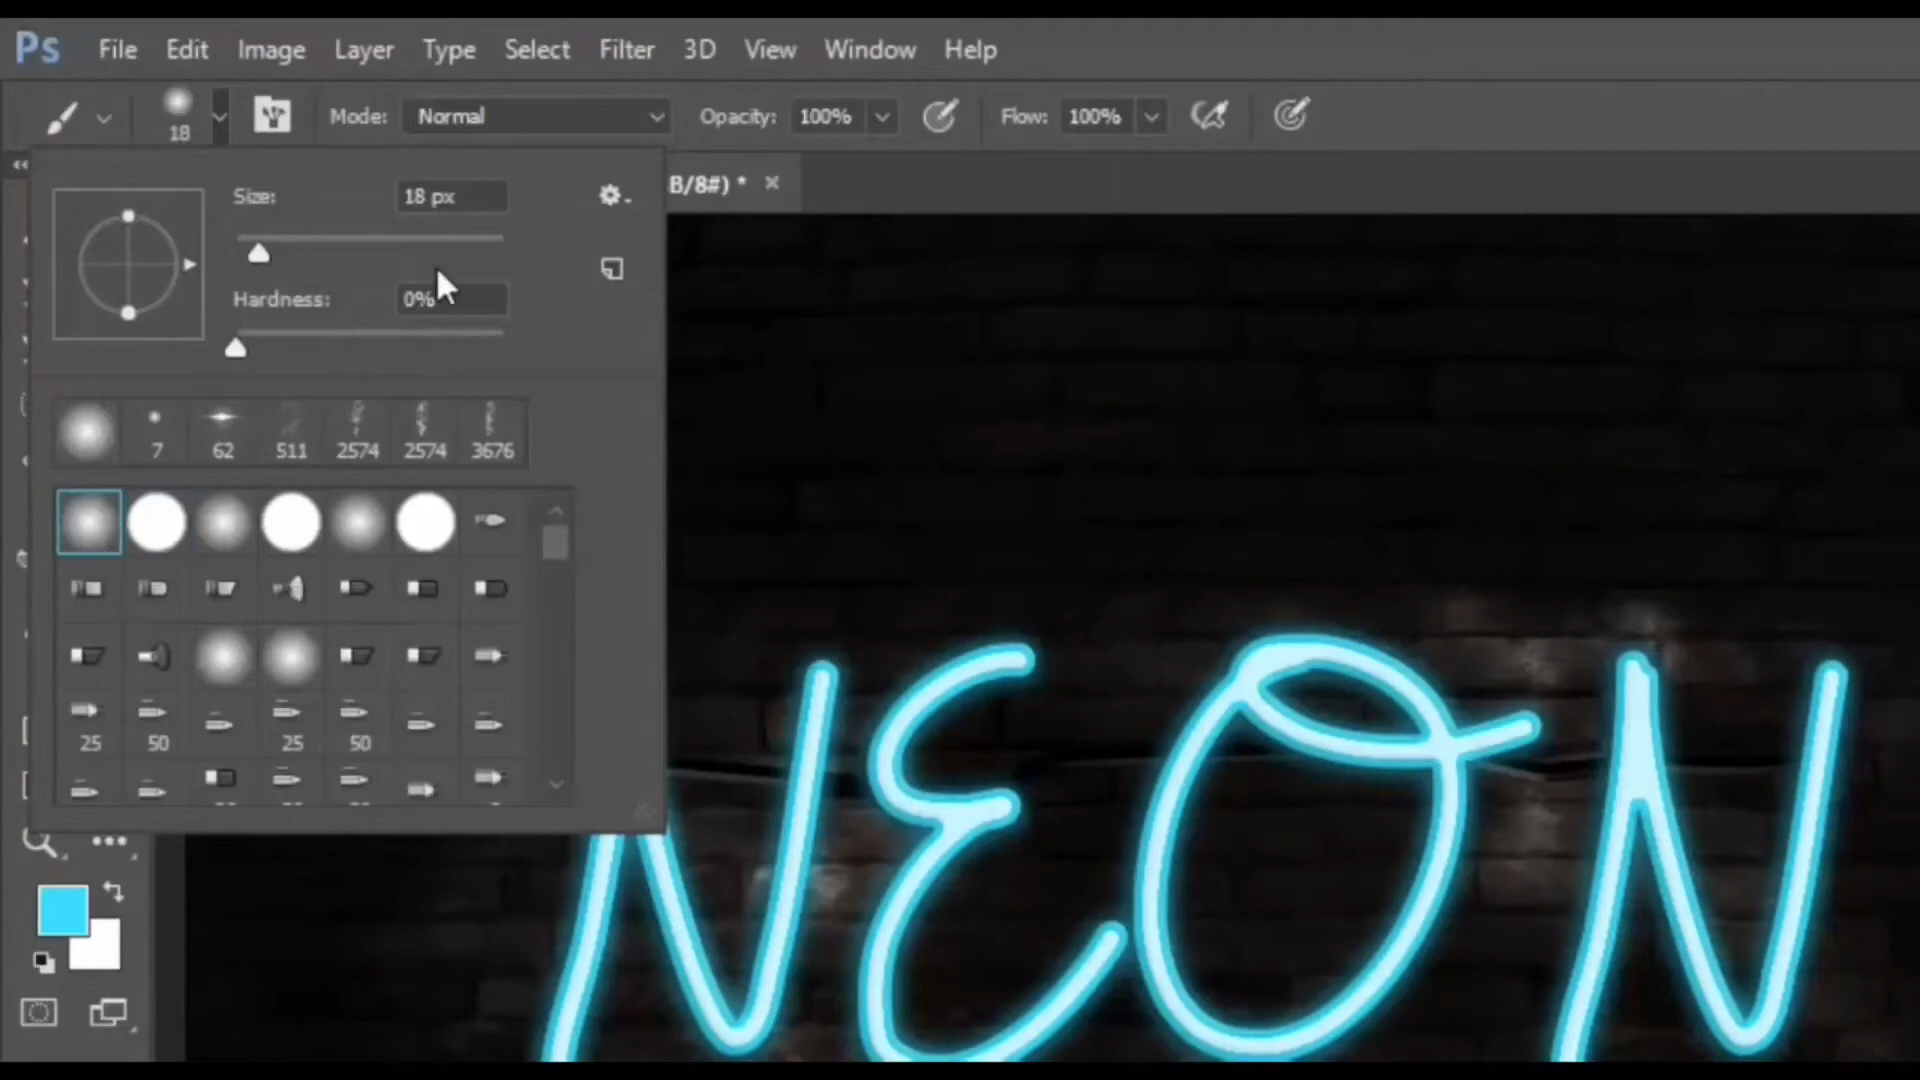 Ps File Edit Image Layer Type Select Filter 3D View Window Help
18 Mode: Normal Opacity: 100% Flow: 100%
B/8#) * ×
Size: 18 px
Hardness: 0%
7 62 511 2574 2574 3676
25 50 25 50
NEON